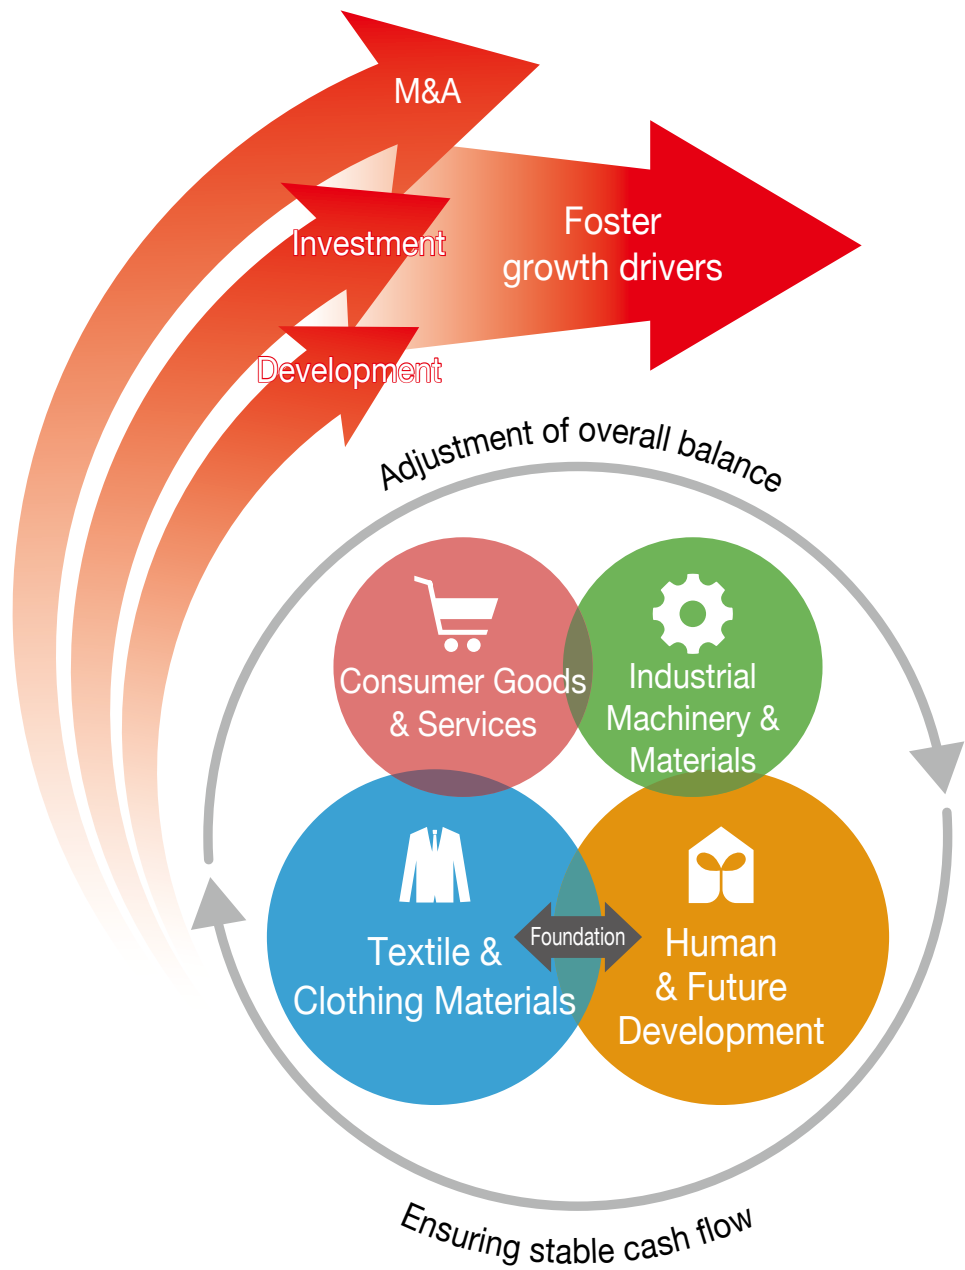 M&A
Foster
growth drivers
Investment
Development
Adjustment of overall balance
Consumer Goods
& Services
Industrial
Machinery &
Materials
Textile &
Clothing Materials
Foundation
Human
& Future
Development
Ensuring stable cash flow